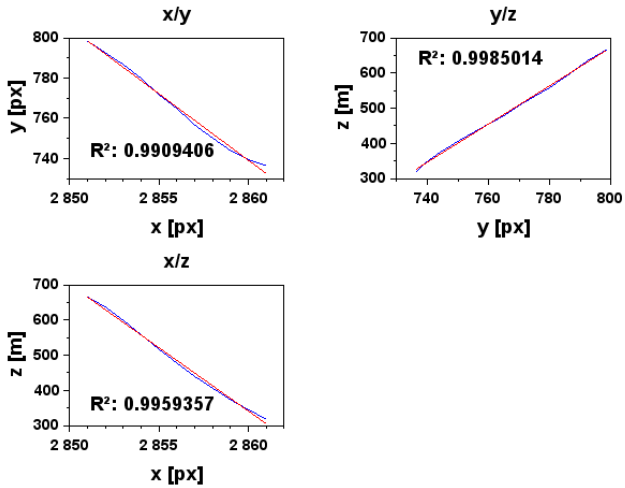 x/y
800
780
760
740
2 850
2 855
2 860
y [px]
x [px]
R²: 0.9909406
y/z
700
600
500
400
300
740
760
780
800
z [m]
y [px]
R²: 0.9985014
x/z
700
600
500
400
300
2 850
2 855
2 860
z [m]
x [px]
R²: 0.9959357